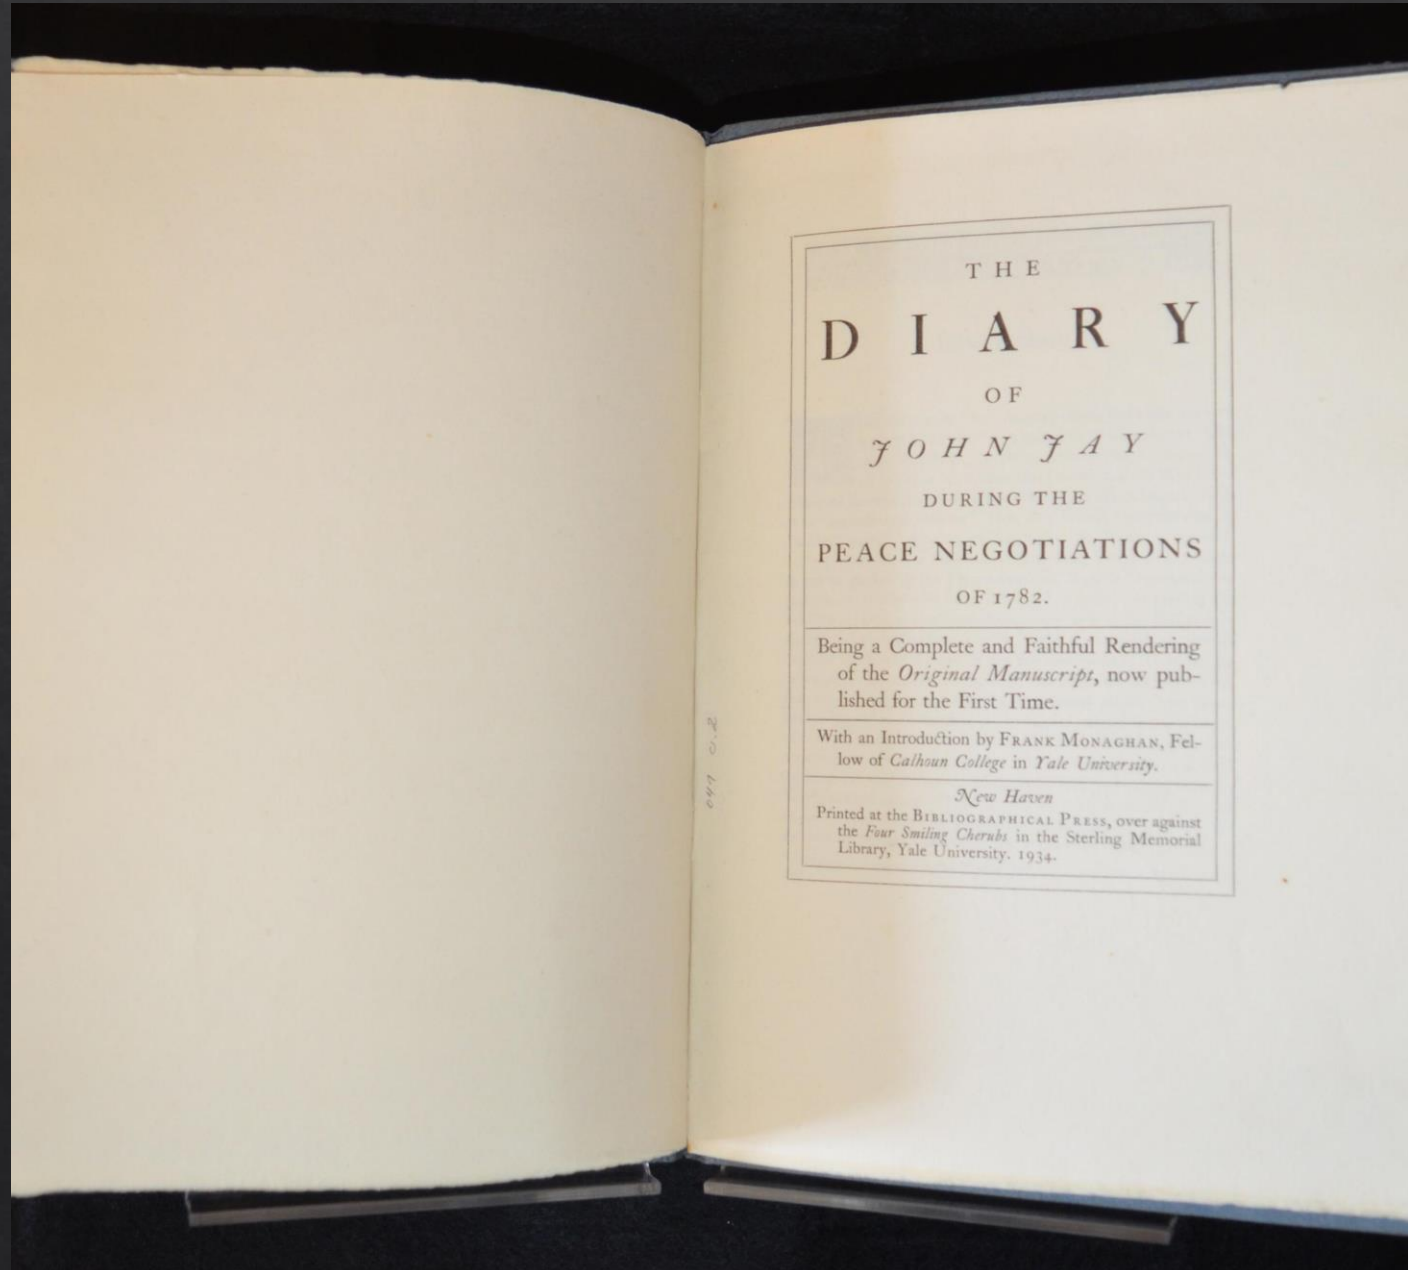 THE
DIARY
OF
JOHN JAY
DURING THE
PEACE NEGOTIATIONS
OF 1782.
Being a Complete and Faithful Rendering
of the Original Manuscript, now pub-
lished for the First Time.
With an Introduction by FRANK MONAGHAN, Fel-
low of Calhoun College in Yale University.
New Haven
Printed at the BIBLIOGRAPHICAL PRESS, over against
the Four Smiling Cherubs in the Sterling Memorial
Library, Yale University. 1934.